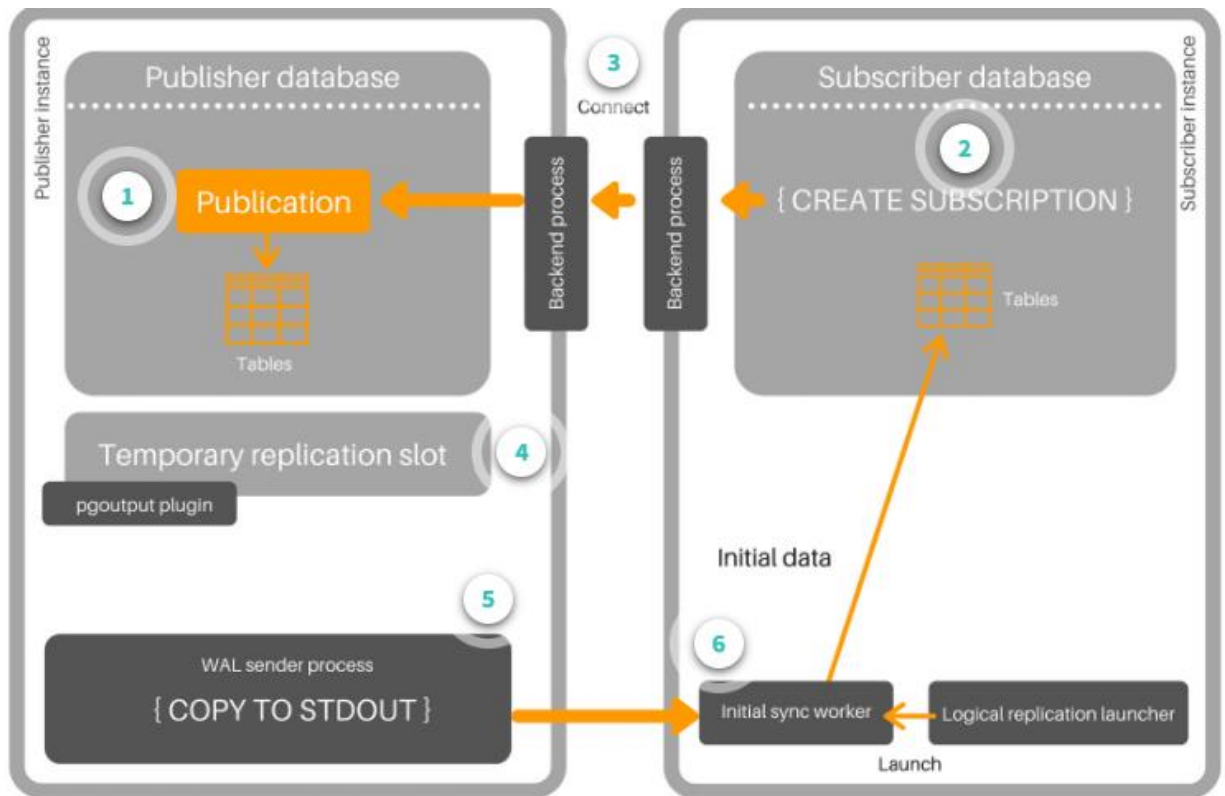 Publisher instance
Publisher database
1
Publication
Tables
3
Connect
Backend process
Backend process
Subscriber database
2
{ CREATE SUBSCRIPTION }
Tables
Subscriber instance
Temporary replication slot
4
pgoutput plugin
Initial data
5
WAL sender process
{ COPY TO STDOUT }
6
Initial sync worker
Logical replication launcher
Launch